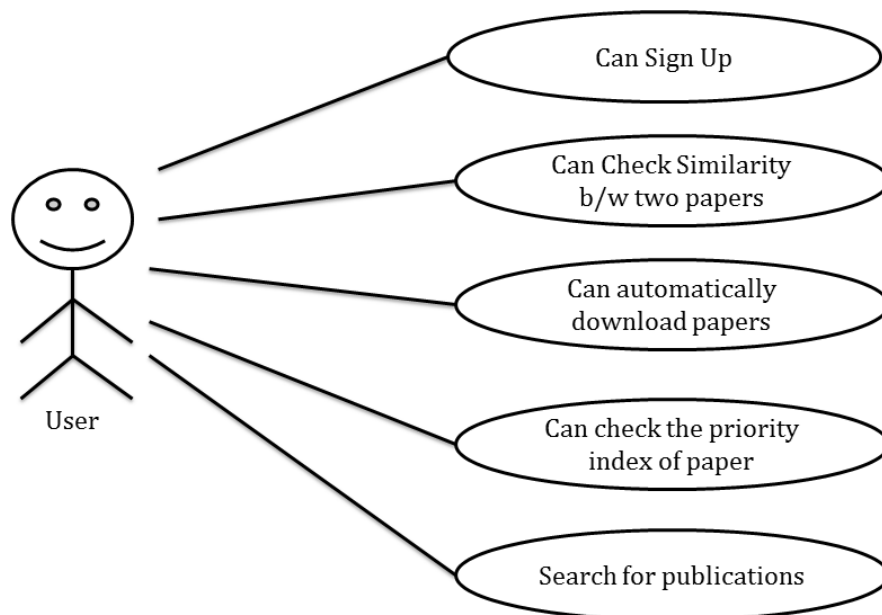 Can Sign Up
Can Check Similarity
b/w two papers
Can automatically
download papers
User
Can check the priority
index of paper
Search for publications